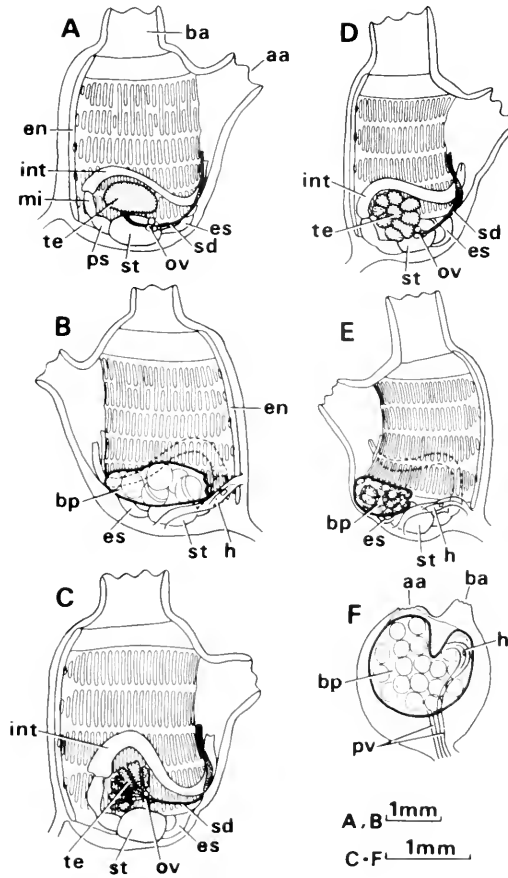 A
ba
aa
en
int
mi
te
ps
st
ov
sd
es
D
int
te
st
ov
es
sd
B
en
bp
es
st
h
E
bp
es
st
h
C
int
te
st
ov
es
sd
F
aa
ba
h
bp
pv
A, B 1mm
C·F 1mm